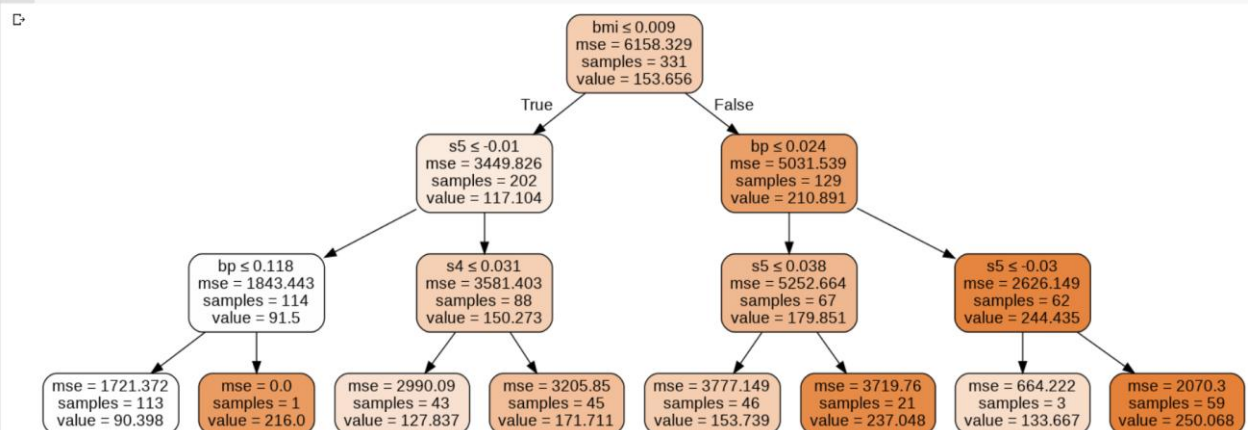 bmi ≤ 0.009
mse = 6158.329
samples = 331
value = 153.656
True
False
s5 ≤ -0.01
mse = 3449.826
samples = 202
value = 117.104
bp ≤ 0.024
mse = 5031.539
samples = 129
value = 210.891
bp ≤ 0.118
mse = 1843.443
samples = 114
value = 91.5
s4 ≤ 0.031
mse = 3581.403
samples = 88
value = 150.273
s5 ≤ 0.038
mse = 5252.664
samples = 67
value = 179.851
s5 ≤ -0.03
mse = 2626.149
samples = 62
value = 244.435
mse = 1721.372
samples = 113
value = 90.398
mse = 0.0
samples = 1
value = 216.0
mse = 2990.09
samples = 43
value = 127.837
mse = 3205.85
samples = 45
value = 171.711
mse = 3777.149
samples = 46
value = 153.739
mse = 3719.76
samples = 21
value = 237.048
mse = 664.222
samples = 3
value = 133.667
mse = 2070.3
samples = 59
value = 250.068